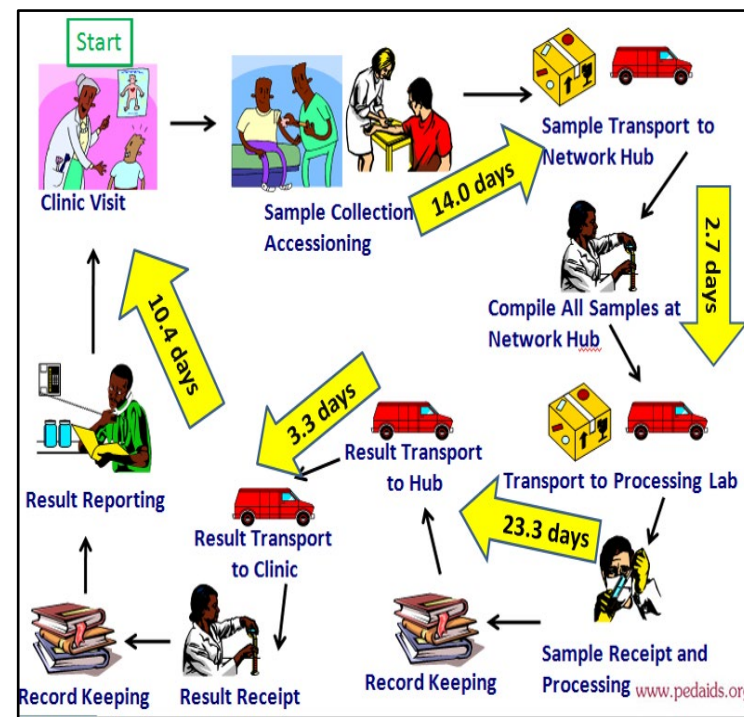 Start
Clinic Visit
Sample Collection
Accessioning
14.0 days
Sample Transport to
Network Hub
2.7 days
Compile All Samples at
Network Hub
Transport to Processing Lab
Sample Receipt and
Processing
23.3 days
Record Keeping
Result Transport
to Hub
3.3 days
Result Transport
to Clinic
Result Receipt
Record Keeping
Result Reporting
10.4 days
www.pedaids.org